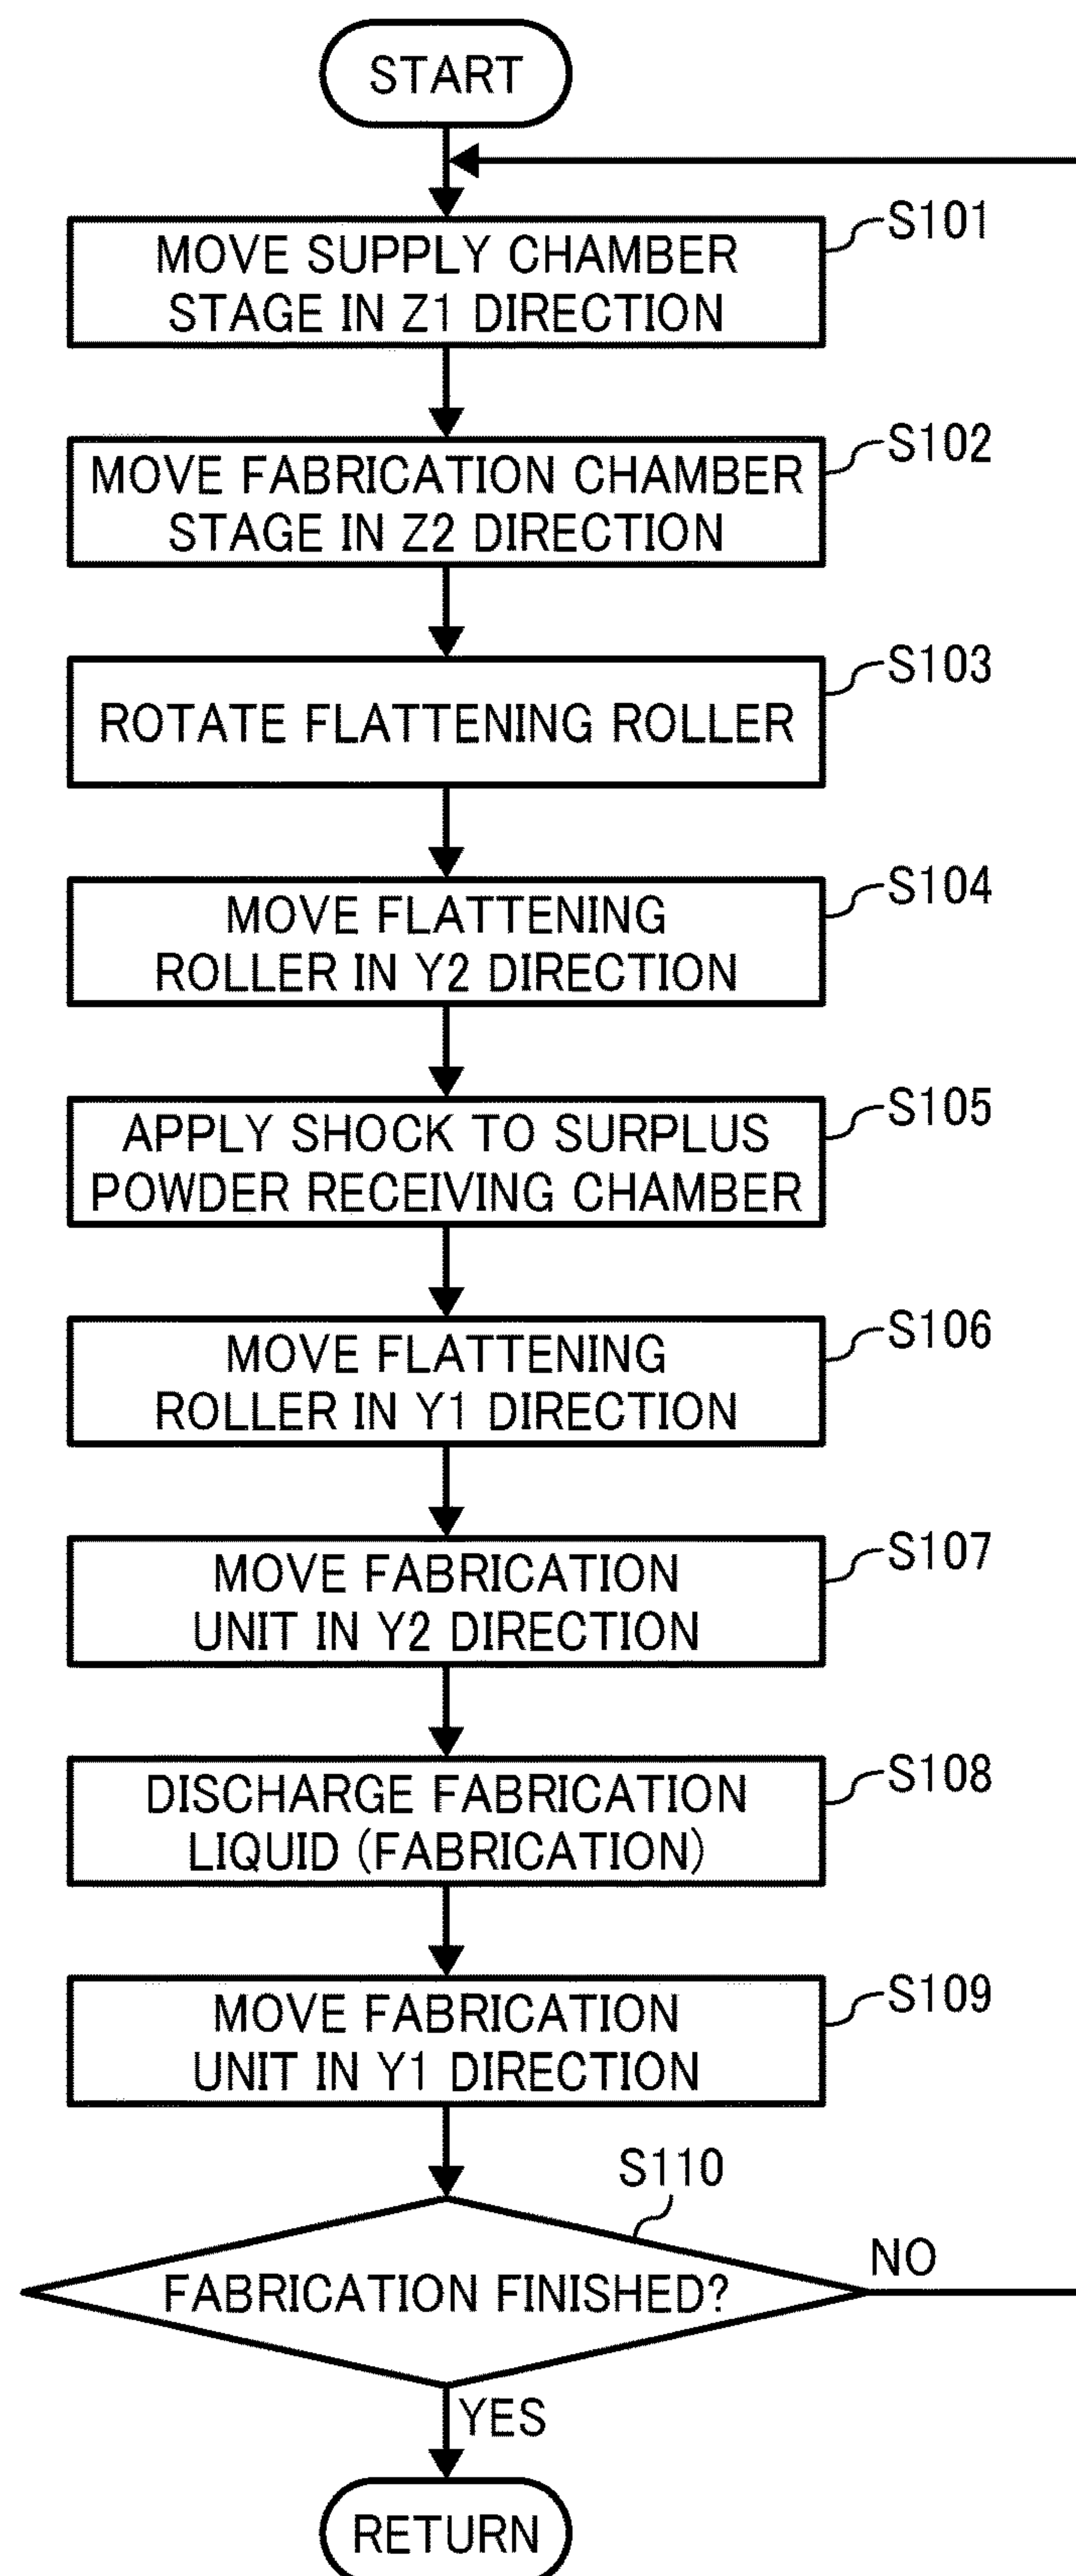 START
S101
MOVE SUPPLY CHAMBER
STAGE IN Z1 DIRECTION
S102
MOVE FABRICATION CHAMBER
STAGE IN Z2 DIRECTION
S103
ROTATE FLATTENING ROLLER
S104
MOVE FLATTENING
ROLLER IN Y2 DIRECTION
S105
APPLY SHOCK TO SURPLUS
POWDER RECEIVING CHAMBER
S106
MOVE FLATTENING
ROLLER IN Y1 DIRECTION
S107
MOVE FABRICATION
UNIT IN Y2 DIRECTION
S108
DISCHARGE FABRICATION
LIQUID (FABRICATION)
S109
MOVE FABRICATION
UNIT IN Y1 DIRECTION
S110
FABRICATION FINISHED?
NO
YES
RETURN